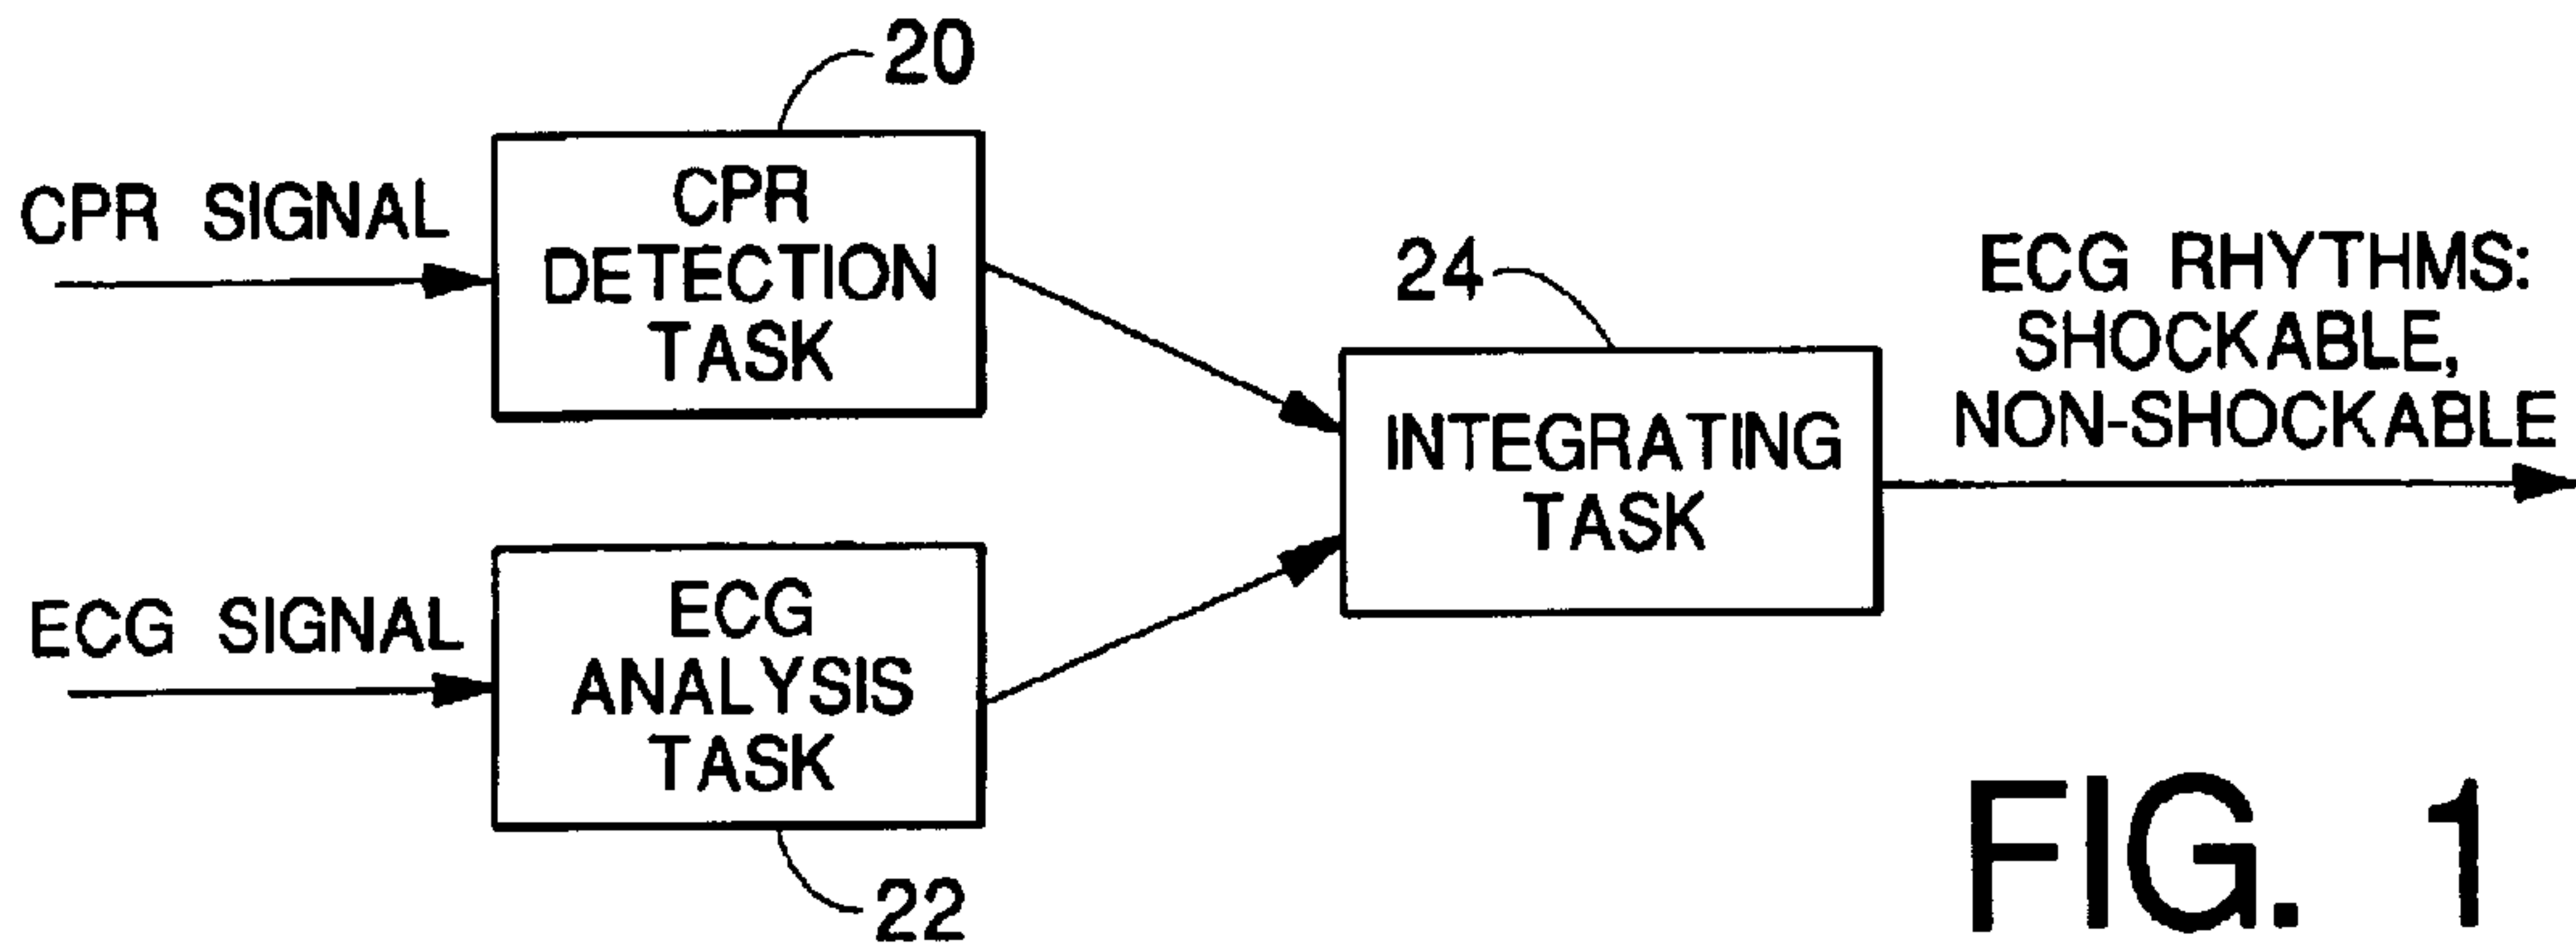 20
CPR SIGNAL
CPR
DETECTION
TASK
24
ECG RHYTHMS:
SHOCKABLE,
NON-SHOCKABLE
INTEGRATING
TASK
ECG SIGNAL
ECG
ANALYSIS
TASK
22
FIG. 1